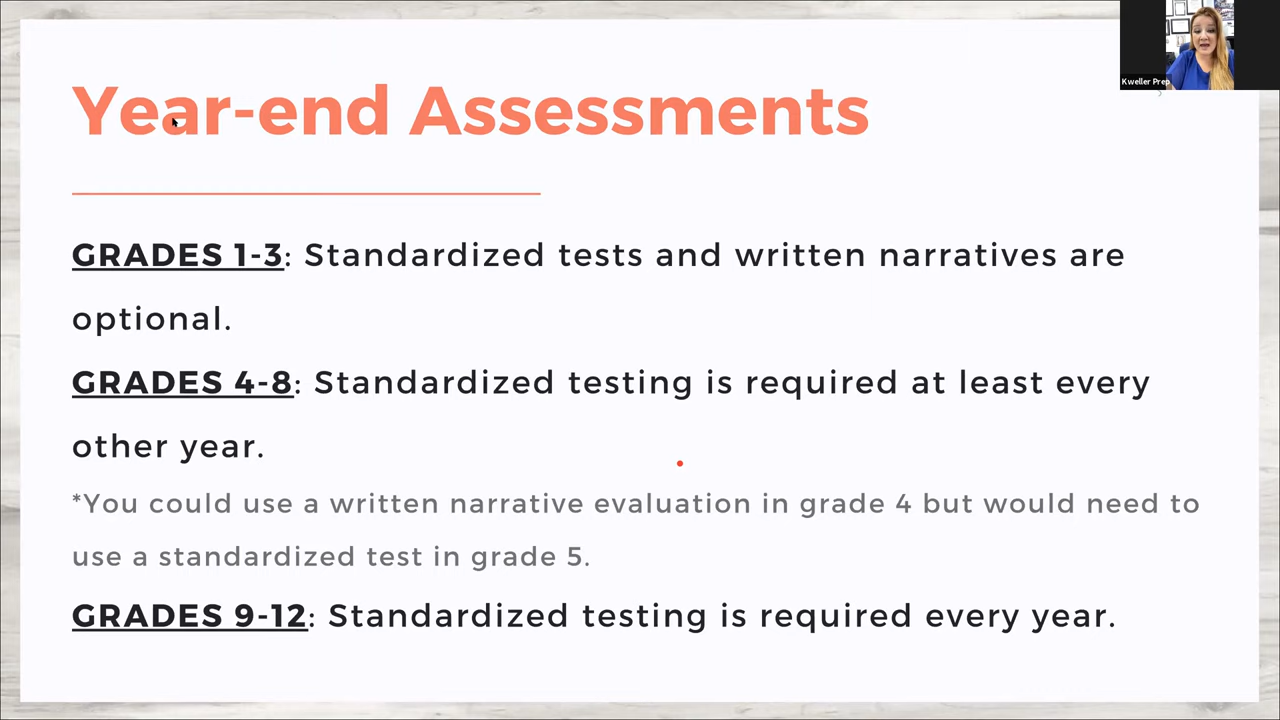 Kweller Prep
Year-end Assessments
GRADES 1-3: Standardized tests and written narratives are
optional.
GRADES 4-8: Standardized testing is required at least every
other year.
*You could use a written narrative evaluation in grade 4 but would need to
use a standardized test in grade 5.
GRADES 9-12: Standardized testing is required every year.